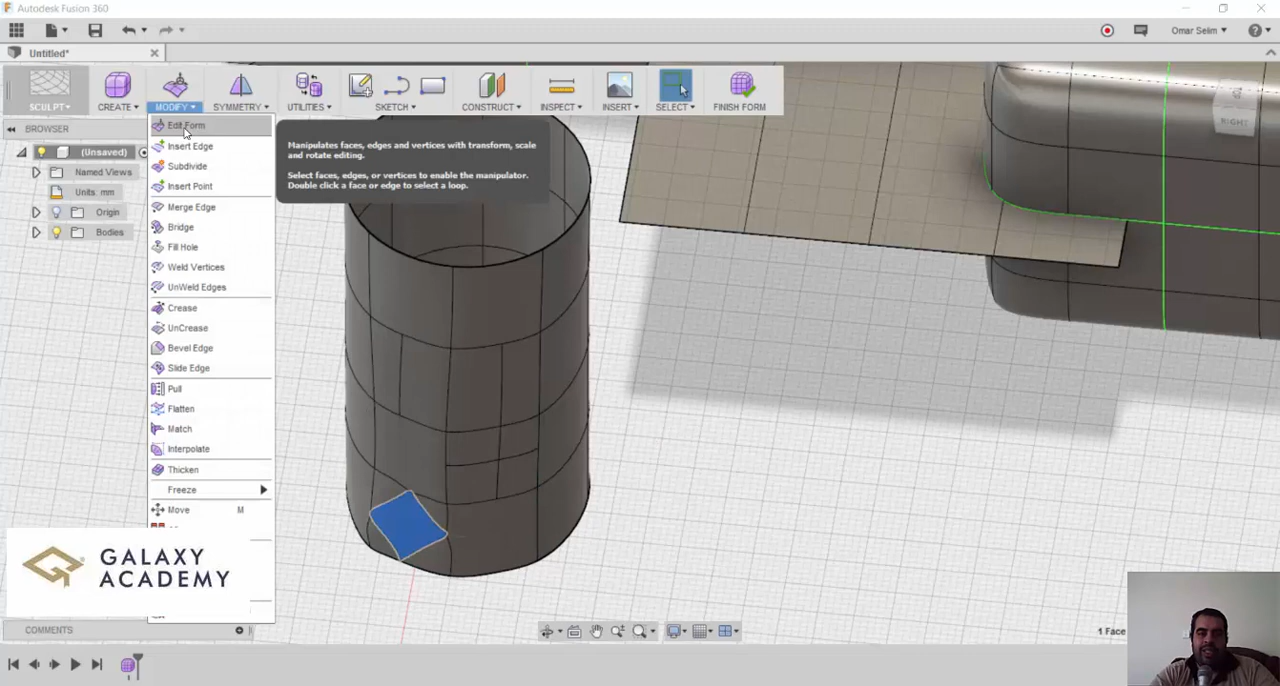 Autodesk Fusion 360
Omar Selim
Untitled*
SCULPT
CREATE
MODIFY
SYMMETRY
UTILITIES
SKETCH
CONSTRUCT
INSPECT
INSERT
SELECT
FINISH FORM
BROWSER
(Unsaved)
Named Views
Units: mm
Origin
Bodies
Edit Form
Insert Edge
Subdivide
Insert Point
Merge Edge
Bridge
Fill Hole
Weld Vertices
UnWeld Edges
Crease
UnCrease
Bevel Edge
Slide Edge
Pull
Flatten
Match
Interpolate
Thicken
Freeze
Move M
Manipulates faces, edges and vertices with transform, scale
and rotate editing.
Select faces, edges, or vertices to enable the manipulator.
Double click a face or edge to select a loop.
RIGHT
GALAXY
ACADEMY
COMMENTS
1 Face